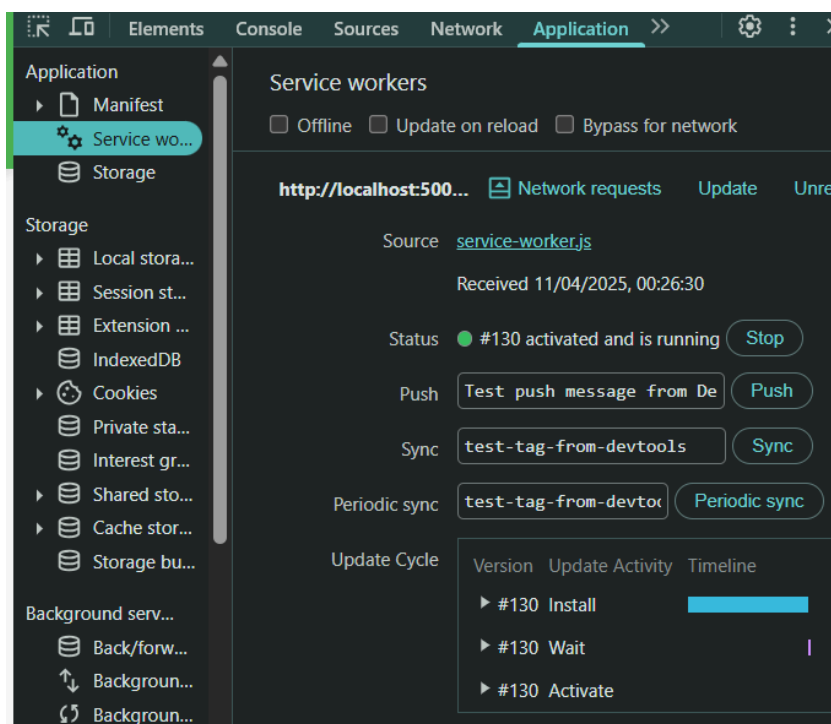 Elements Console Sources Network Application
Application
Manifest
Service wo...
Storage
Storage
Local stora...
Session st...
Extension ...
IndexedDB
Cookies
Private sta...
Interest gr...
Shared sto...
Cache stor...
Storage bu...
Background serv...
Back/forw...
Backgroun...
Backgroun...
Service workers
Offline Update on reload Bypass for network
http://localhost:500... Network requests Update Unre
Source service-worker.js
Received 11/04/2025, 00:26:30
Status #130 activated and is running Stop
Push Test push message from De Push
Sync test-tag-from-devtools Sync
Periodic sync test-tag-from-devtoo Periodic sync
Update Cycle
Version Update Activity Timeline
#130 Install
#130 Wait
#130 Activate